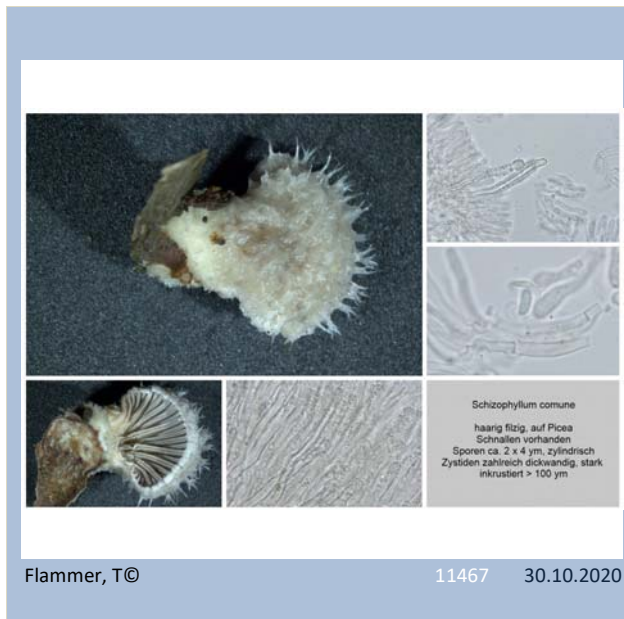 Schizophyllum comune
haarig filzig, auf Picea
Schnallen vorhanden
Sporen ca. 2 x 4 ym, zylindrisch
Zystiden zahlreich dickwandig, stark
inkrustiert > 100 ym
Flammer, T© 11467 30.10.2020